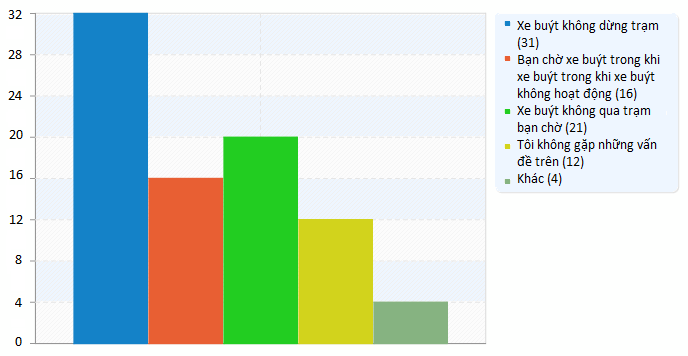 32
28
24
20
16
12
8
4
0
Xe buýt không dừng trạm
(31)
Bạn chờ xe buýt trong khi
xe buýt trong khi xe buýt
không hoạt động (16)
Xe buýt không qua trạm
bạn chờ (21)
Tôi không gặp những vấn
đề trên (12)
Khác (4)